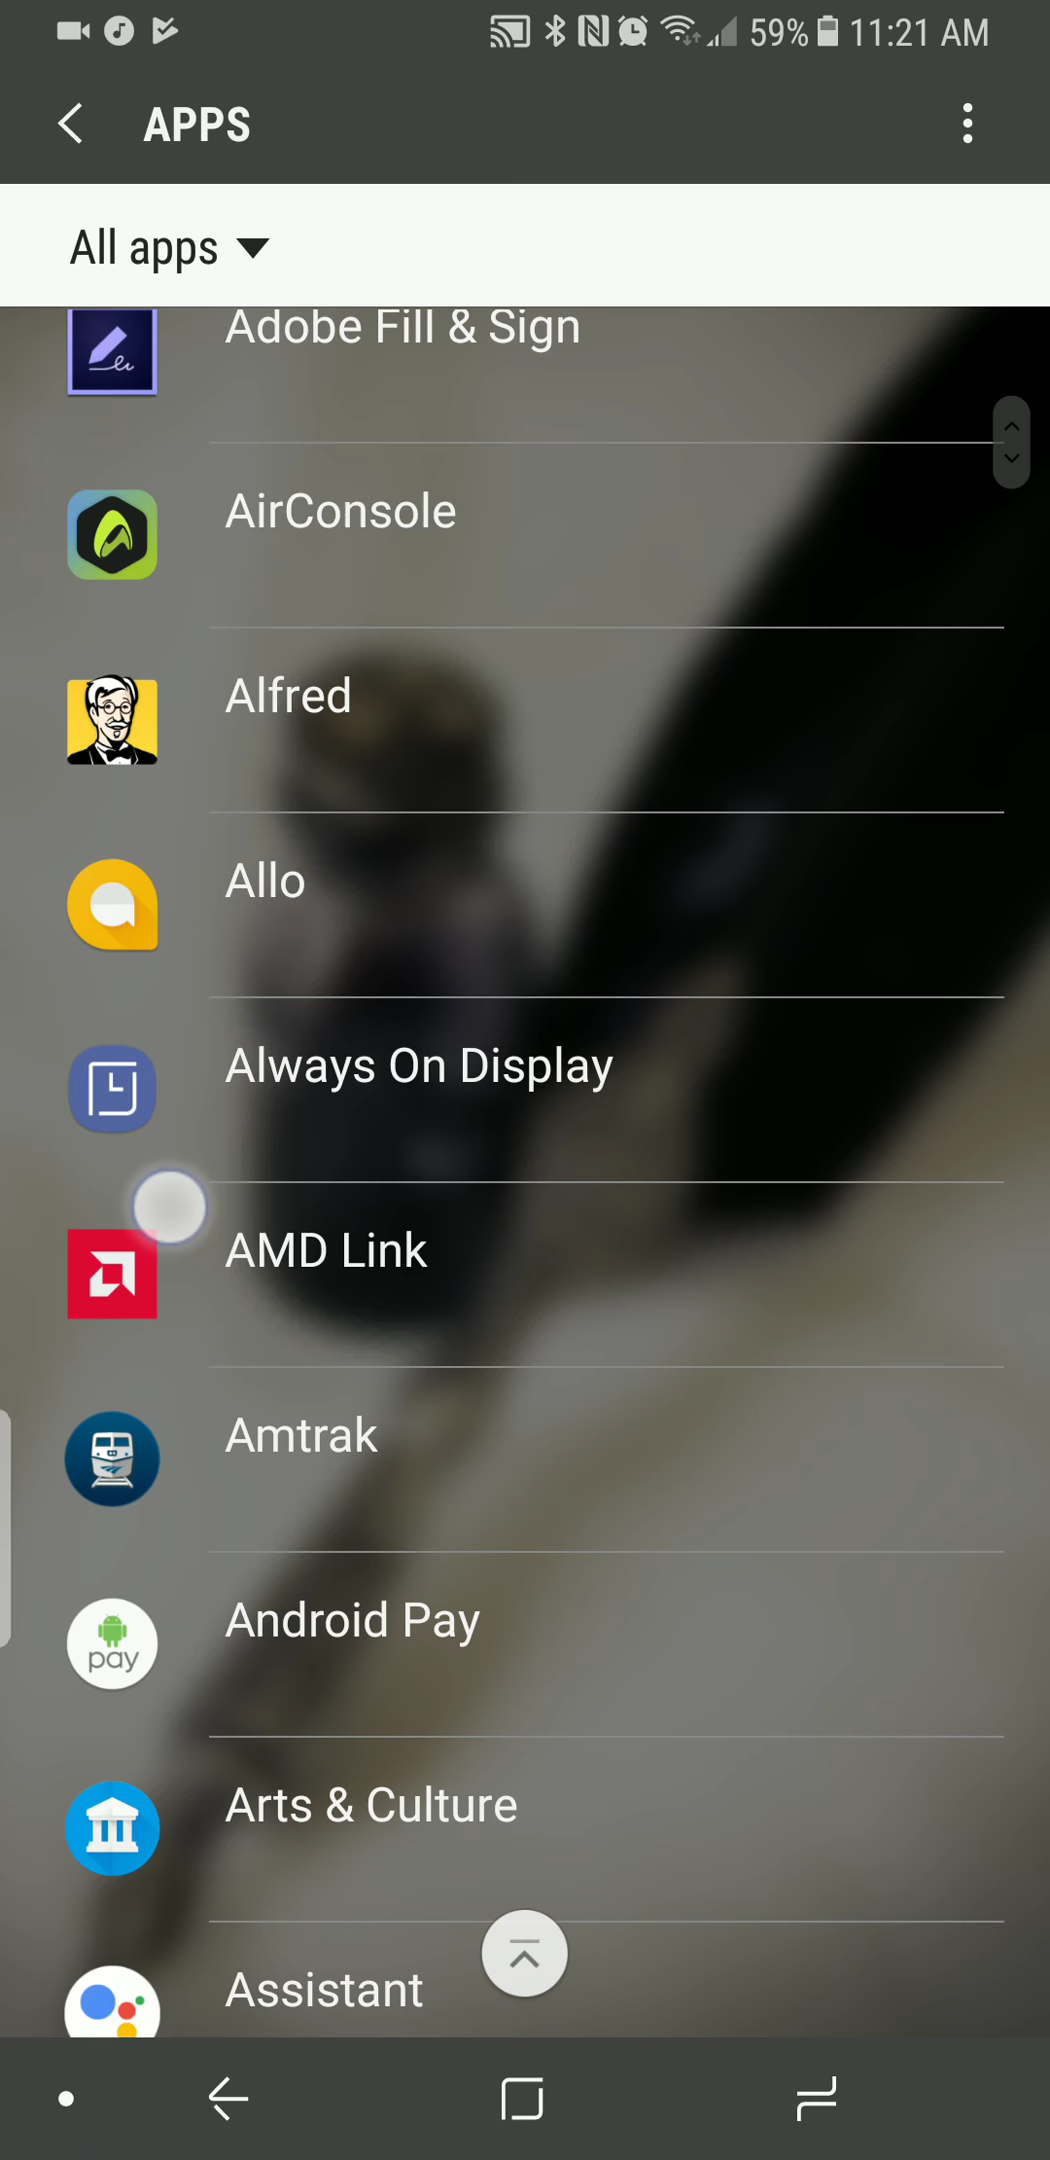 59% 11:21 AM
APPS
All apps
Adobe Fill & Sign
AirConsole
Alfred
Allo
Always On Display
AMD Link
Amtrak
Android Pay
pay
Arts & Culture
Assistant